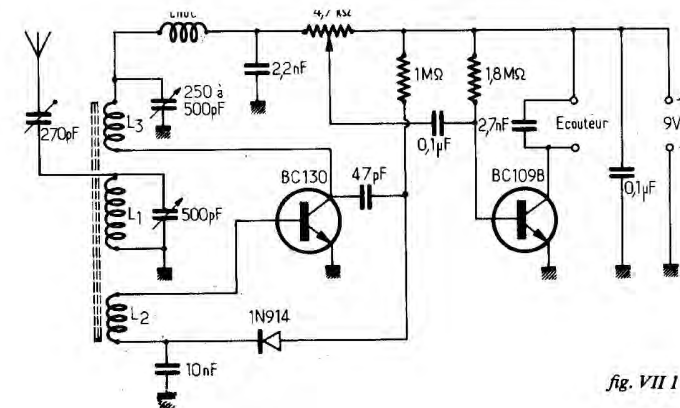 4,7 kΩ
2,2nF
1MΩ
1,8MΩ
250 à
500pF
270pF
L3
0,1µF
2,7nF
Ecouteur
9V
BC130
47pF
BC109B
0,1µF
L1
500pF
L2
1N914
10nF
fig. VII 1